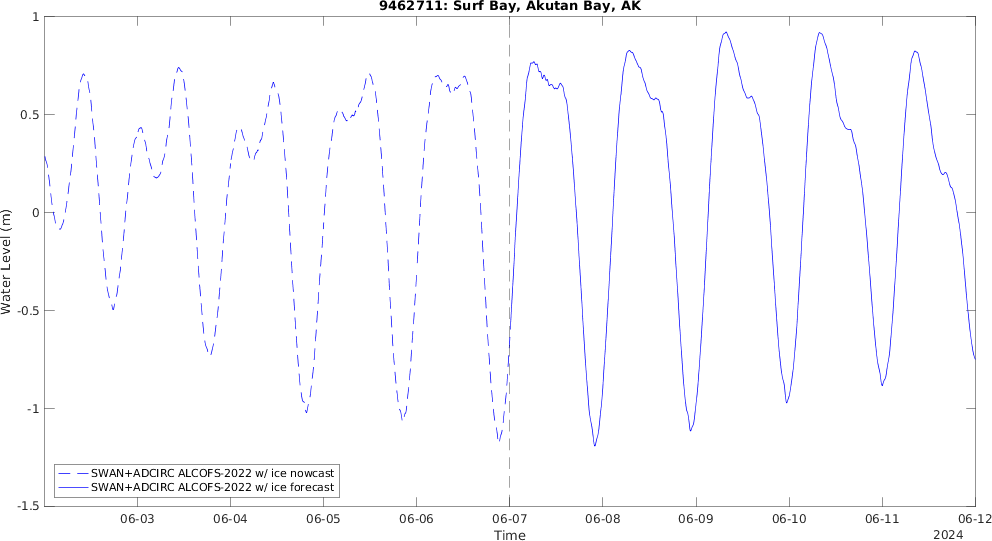 9462711: Surf Bay, Akutan Bay, AK
Water Level (m)
1
0.5
0
-0.5
-1
-1.5
SWAN+ADCIRC ALCOFS-2022 w/ ice nowcast
SWAN+ADCIRC ALCOFS-2022 w/ ice forecast
06-03 06-04 06-05 06-06 06-07 06-08 06-09 06-10 06-11 06-12
Time
2024